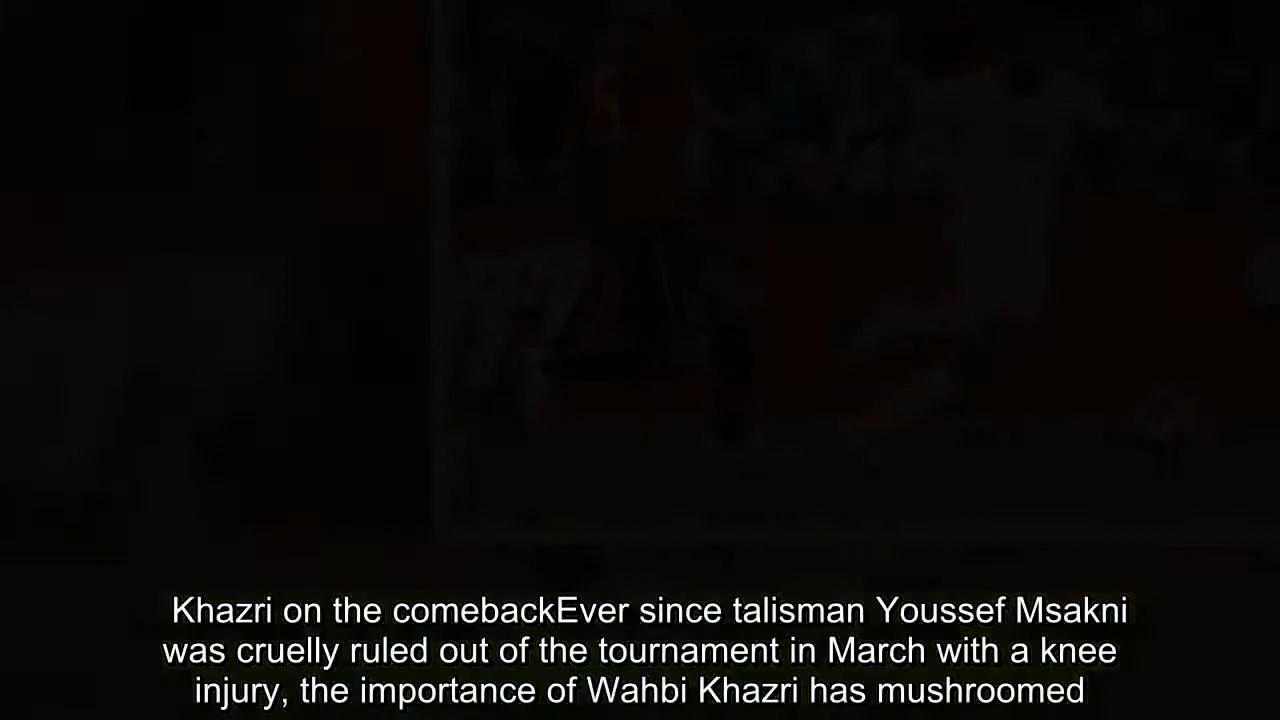 Khazri on the comebackEver since talisman Youssef Msakni
was cruelly ruled out of the tournament in March with a knee
injury, the importance of Wahbi Khazri has mushroomed